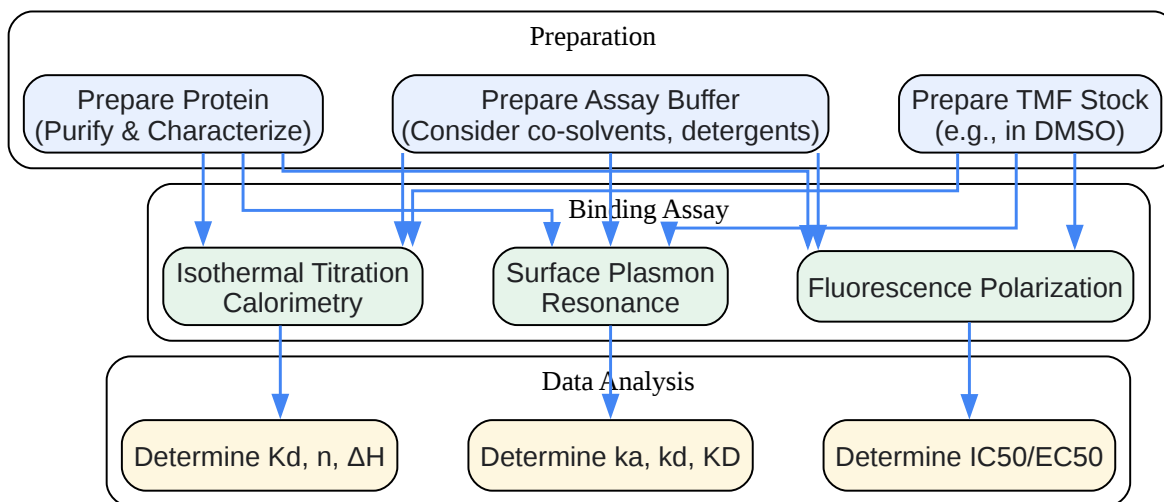 Preparation
Prepare Protein
(Purify & Characterize)
Prepare Assay Buffer
(Consider co-solvents, detergents)
Prepare TMF Stock
(e.g., in DMSO)
Binding Assay
Isothermal Titration
Calorimetry
Surface Plasmon
Resonance
Fluorescence Polarization
Data Analysis
Determine Kd, n, ΔH
Determine ka, kd, KD
Determine IC50/EC50